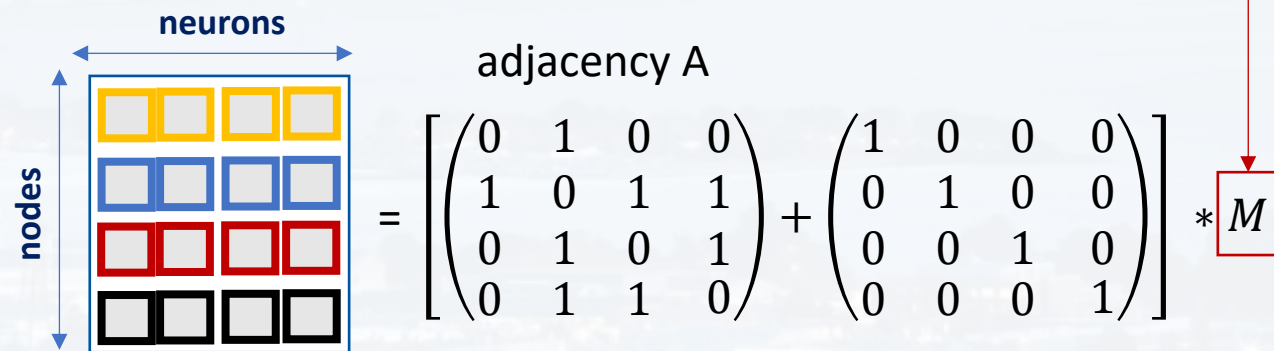 neurons
adjacency A
nodes
= [(0 1 0 0) + (1 0 0 0)] * M
1 0 1 1 0 1 0 0
0 1 0 1 0 0 1 0
0 1 1 0 0 0 0 1